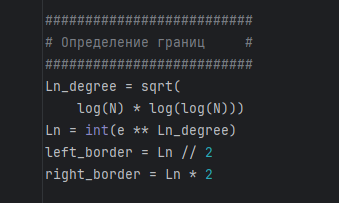 ###########################
# Определение границ     #
###########################
Ln_degree = sqrt(
    log(N) * log(log(N)))
Ln = int(e ** Ln_degree)
left_border = Ln // 2
right_border = Ln * 2